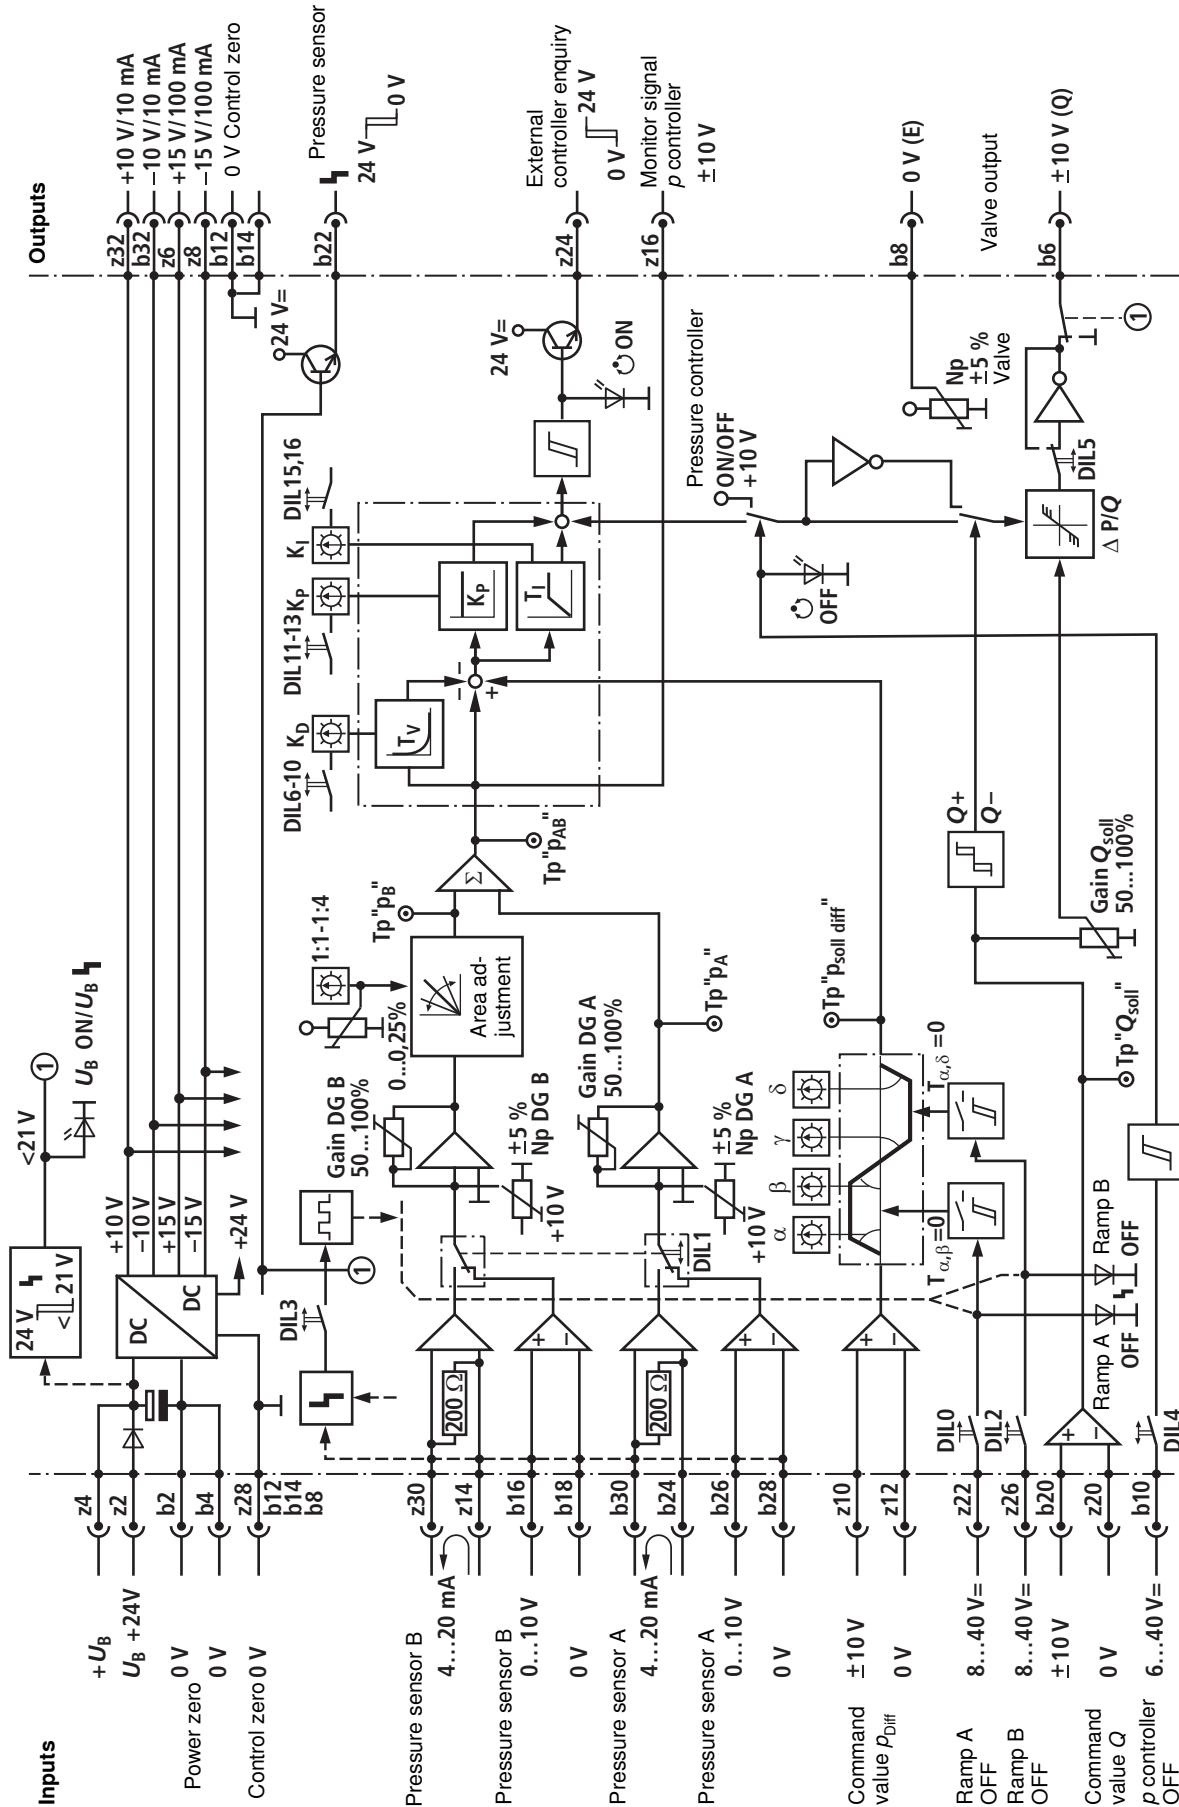 Inputs
+U_B
U_B +24V
0 V
Power zero
0 V
Control zero 0 V
Pressure sensor B
4...20 mA
Pressure sensor B
0...10 V
0 V
Pressure sensor A
4...20 mA
Pressure sensor A
0...10 V
0 V
Command
value p_Diff
±10 V
0 V
Ramp A
OFF
8...40 V=
Ramp B
OFF
8...40 V=
±10 V
Command
value Q
0 V
p controller
OFF
6...40 V=
z4
z2
b2
b4
z28
b12
b14
b8
z30
z14
b16
b18
b30
b24
b26
b28
z10
z12
z22
z26
b20
z20
b10
24 V
< 21 V
<21 V
1
U_B ON/U_B
DC
DC
+10 V
−10 V
+15 V
−15 V
+24 V
DIL3
1
200 Ω
+
−
200 Ω
+
−
+
−
DIL0
DIL2
+
−
DIL4
Gain DG B
50...100%
±5 %
Np DG B
+10 V
DIL1
Gain DG A
50...100%
±5 %
Np DG A
+10 V
α
β
γ
δ
T α,β =0
T α,δ =0
Ramp A
OFF
Ramp B
OFF
1:1-1:4
0...0,25%
Area ad-
justment
Tp"p_B"
Tp"p_A"
Σ
Tp"p_AB"
Tp"p_soll diff"
Tp"Q_soll"
Q+
Q−
Gain Q_soll
50...100%
DIL6-10
K_D
T_V
DIL11-13
K_P
K_I
DIL15,16
−
+
K_P
T_I
24 V=
24 V=
ON
Pressure controller
ON/OFF
+10 V
OFF
Np
±5 %
Valve
DIL5
Δ P/Q
1
Outputs
z32
b32
z6
z8
b12
b14
b22
z24
z16
b8
b6
+10 V/10 mA
−10 V/10 mA
+15 V/100 mA
−15 V/100 mA
0 V Control zero
Pressure sensor
24 V
0 V
External
controller enquiry
0 V
24 V
Monitor signal
p controller
±10 V
0 V (E)
Valve output
±10 V (Q)